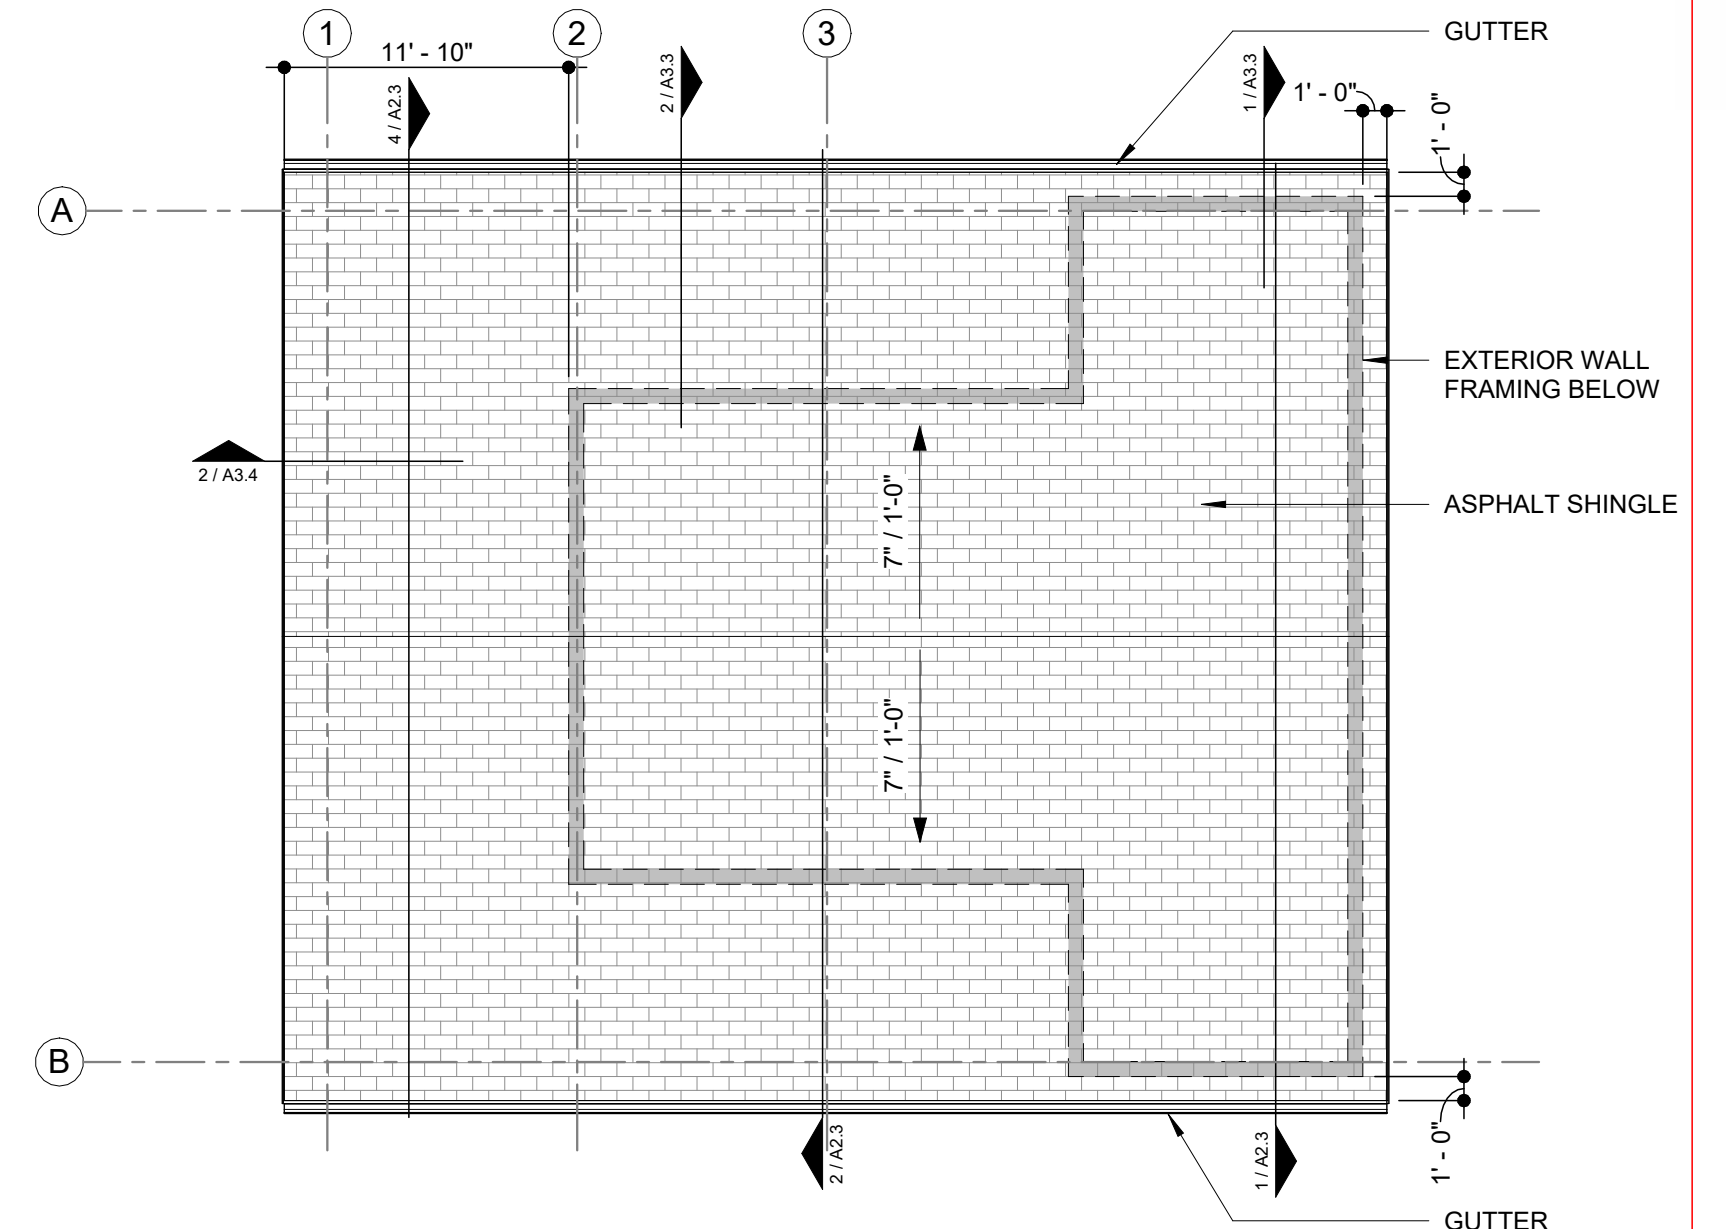 1
2
3
11' - 10"
GUTTER
4 / A2.3
2 / A3.3
1 / A3.3
1' - 0"
1' - 0"
A
EXTERIOR WALL
FRAMING BELOW
2 / A3.4
7" / 1'-0"
ASPHALT SHINGLE
7" / 1'-0"
B
2 / A2.3
1 / A2.3
1' - 0"
GUTTER